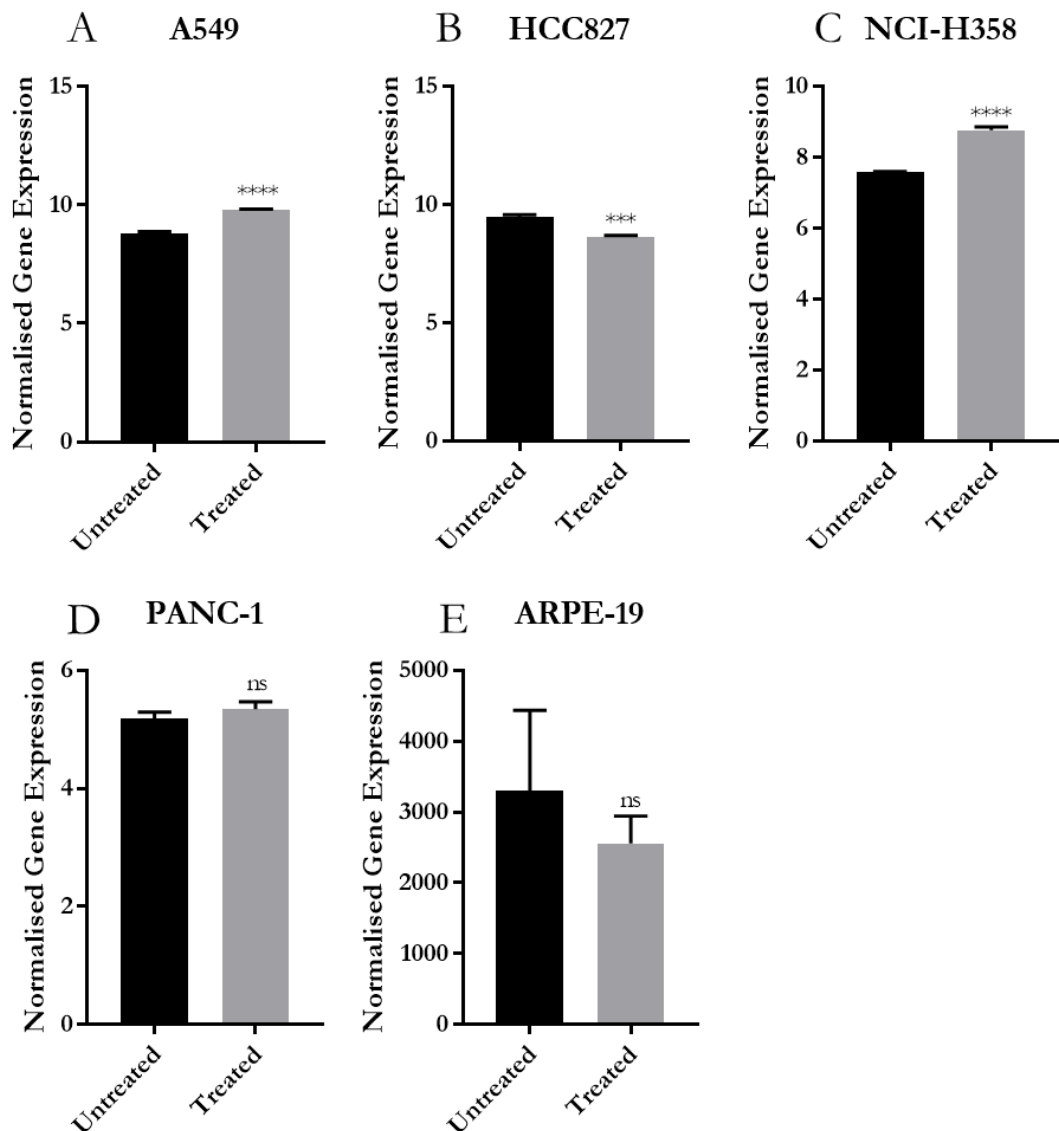 A A549
Normalised Gene Expression
15
10
5
0
****
Untreated
Treated
B HCC827
Normalised Gene Expression
15
10
5
0
***
Untreated
Treated
C NCI-H358
Normalised Gene Expression
10
8
6
4
2
0
****
Untreated
Treated
D PANC-1
Normalised Gene Expression
6
4
2
0
ns
Untreated
Treated
E ARPE-19
Normalised Gene Expression
5000
4000
3000
2000
1000
0
ns
Untreated
Treated